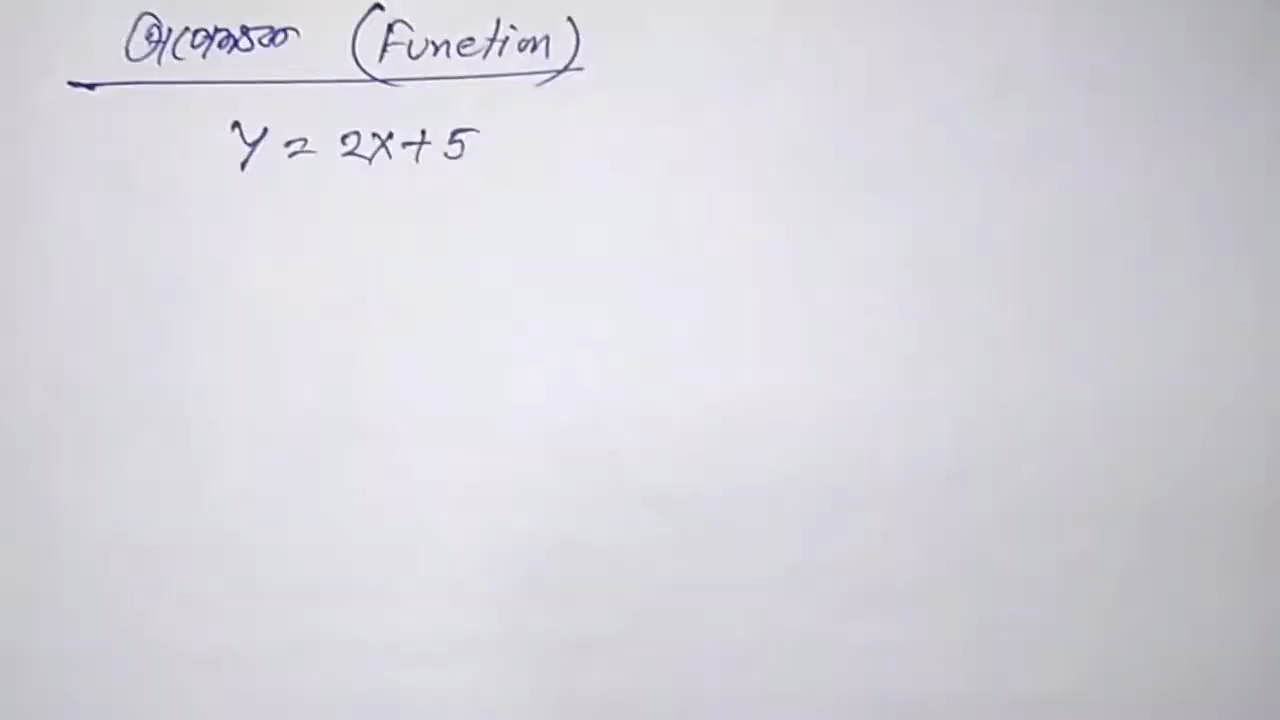 অপেক্ষক (Function)
y = 2x+5